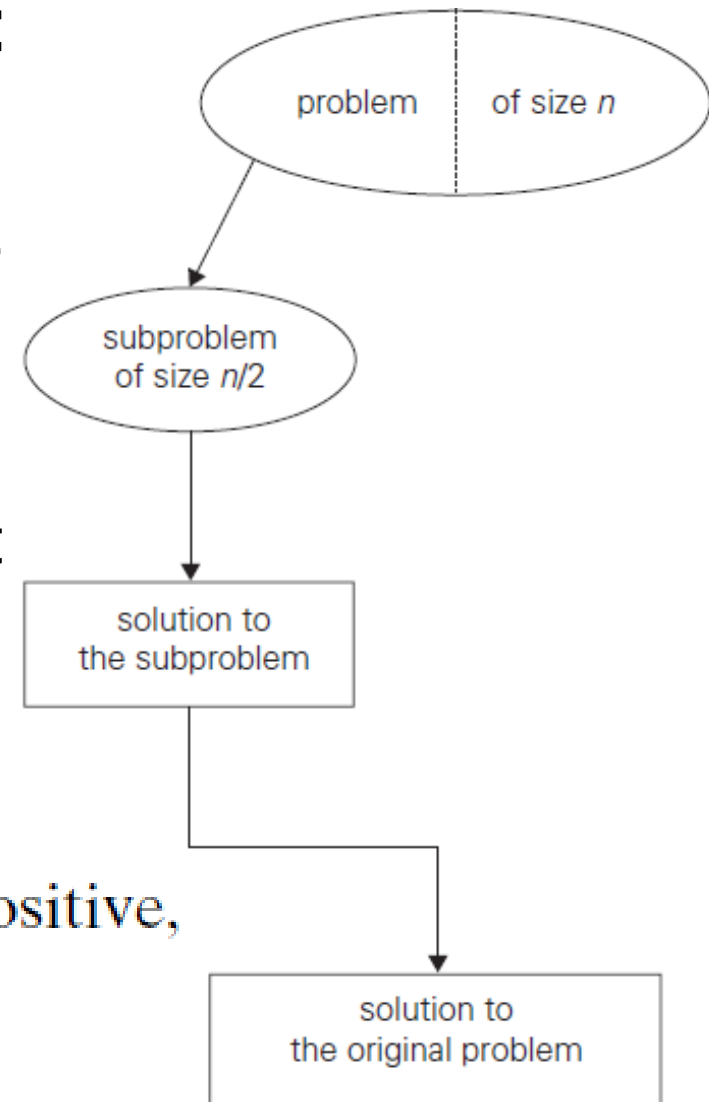 problem of size n
subproblem
of size n/2
solution to
the subproblem
ositive,
solution to
the original problem